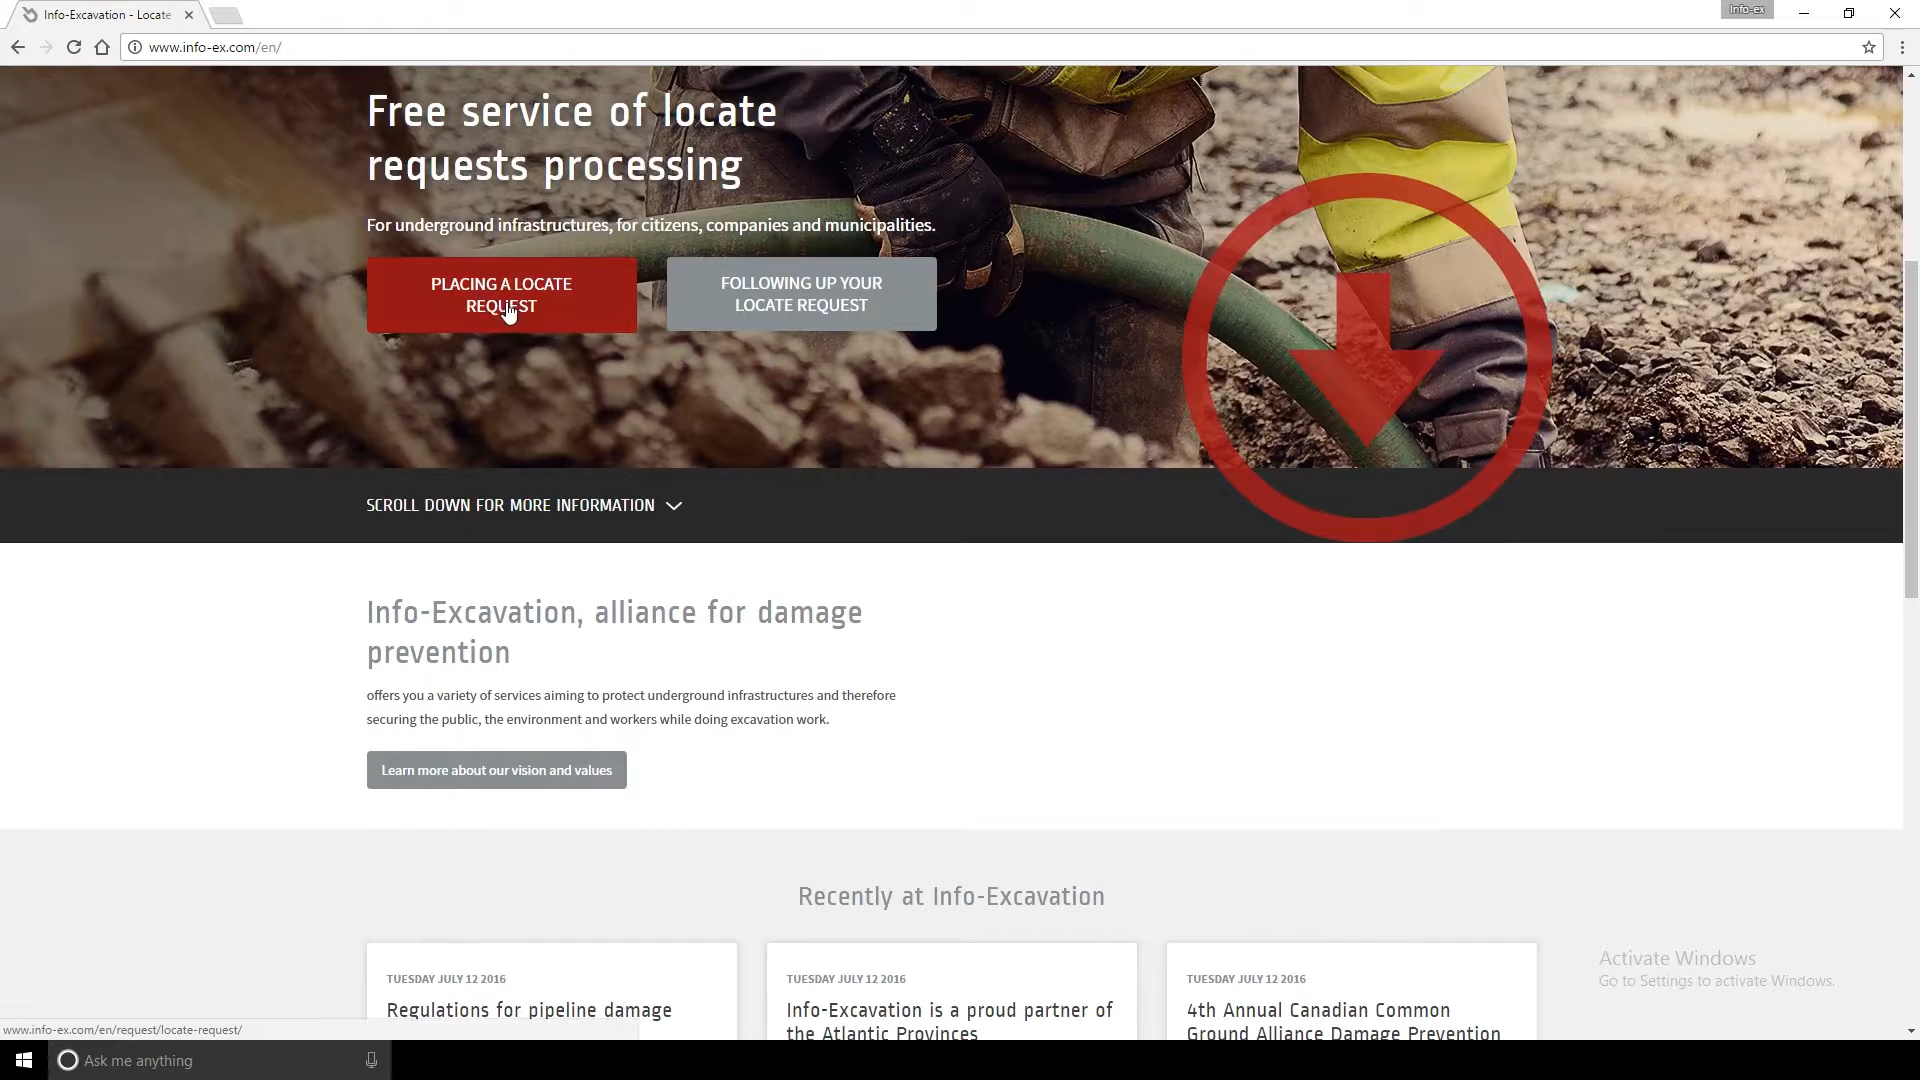 Info-Excavation - Locate
Info-ex
www.info-ex.com/en/
Free service of locate
requests processing
For underground infrastructures, for citizens, companies and municipalities.
PLACING A LOCATE
REQUEST
FOLLOWING UP YOUR
LOCATE REQUEST
SCROLL DOWN FOR MORE INFORMATION
Info-Excavation, alliance for damage
prevention
offers you a variety of services aiming to protect underground infrastructures and therefore
securing the public, the environment and workers while doing excavation work.
Learn more about our vision and values
Recently at Info-Excavation
TUESDAY JULY 12 2016
Regulations for pipeline damage
TUESDAY JULY 12 2016
Info-Excavation is a proud partner of
the Atlantic Provinces
TUESDAY JULY 12 2016
4th Annual Canadian Common
Ground Alliance Damage Prevention
Activate Windows
Go to Settings to activate Windows.
www.info-ex.com/en/request/locate-request/
Ask me anything